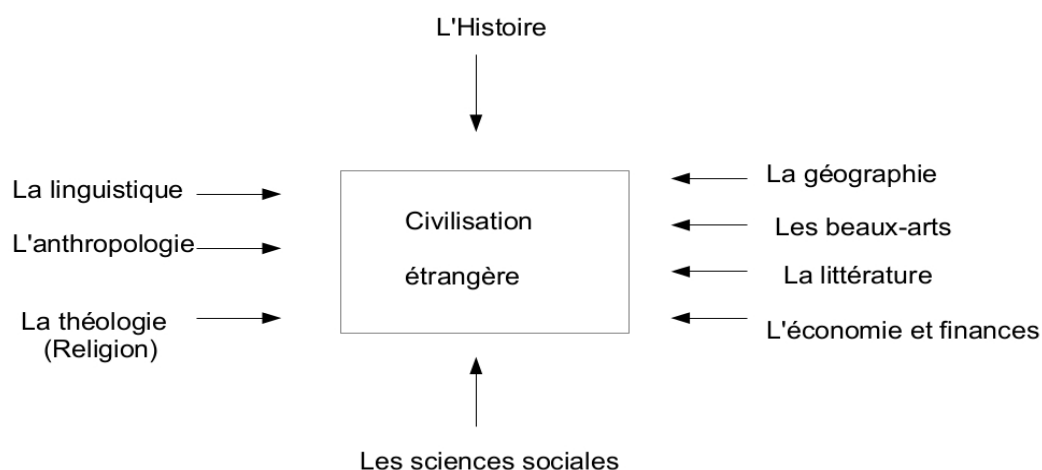 L'Histoire
La linguistique
L'anthropologie
La théologie
(Religion)
Civilisation
étrangère
La géographie
Les beaux-arts
La littérature
L'économie et finances
Les sciences sociales